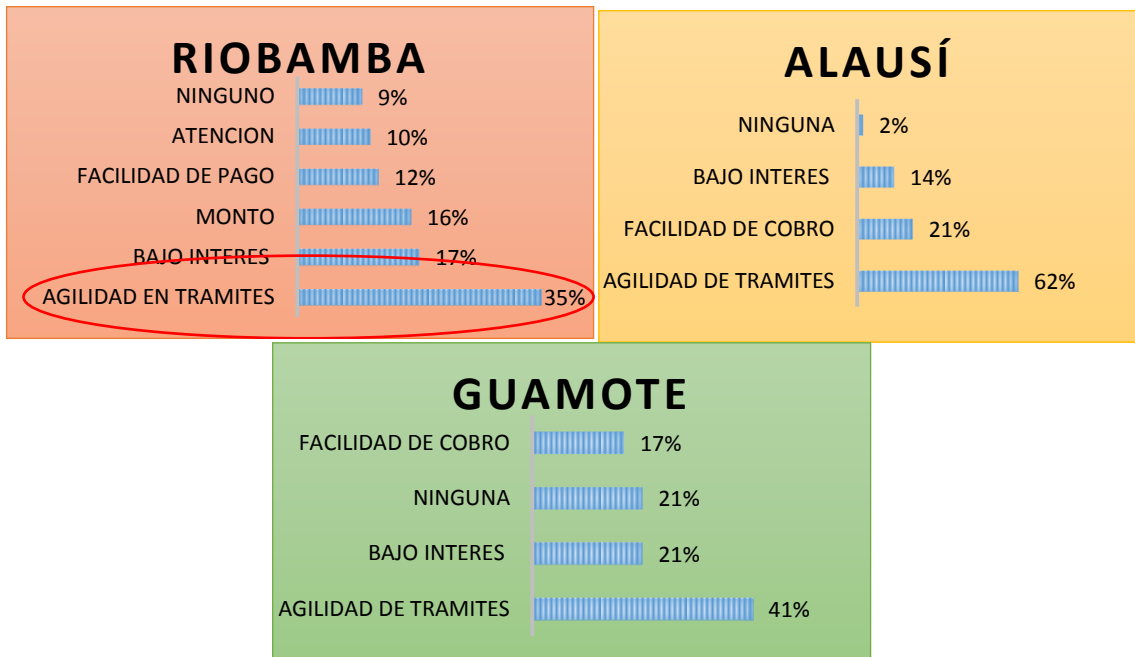 RIOBAMBA
NINGUNO 9%
ATENCION 10%
FACILIDAD DE PAGO 12%
MONTO 16%
BAJO INTERES 17%
AGILIDAD EN TRAMITES 35%
ALAUSÍ
NINGUNA 2%
BAJO INTERES 14%
FACILIDAD DE COBRO 21%
AGILIDAD DE TRAMITES 62%
GUAMOTE
FACILIDAD DE COBRO 17%
NINGUNA 21%
BAJO INTERES 21%
AGILIDAD DE TRAMITES 41%